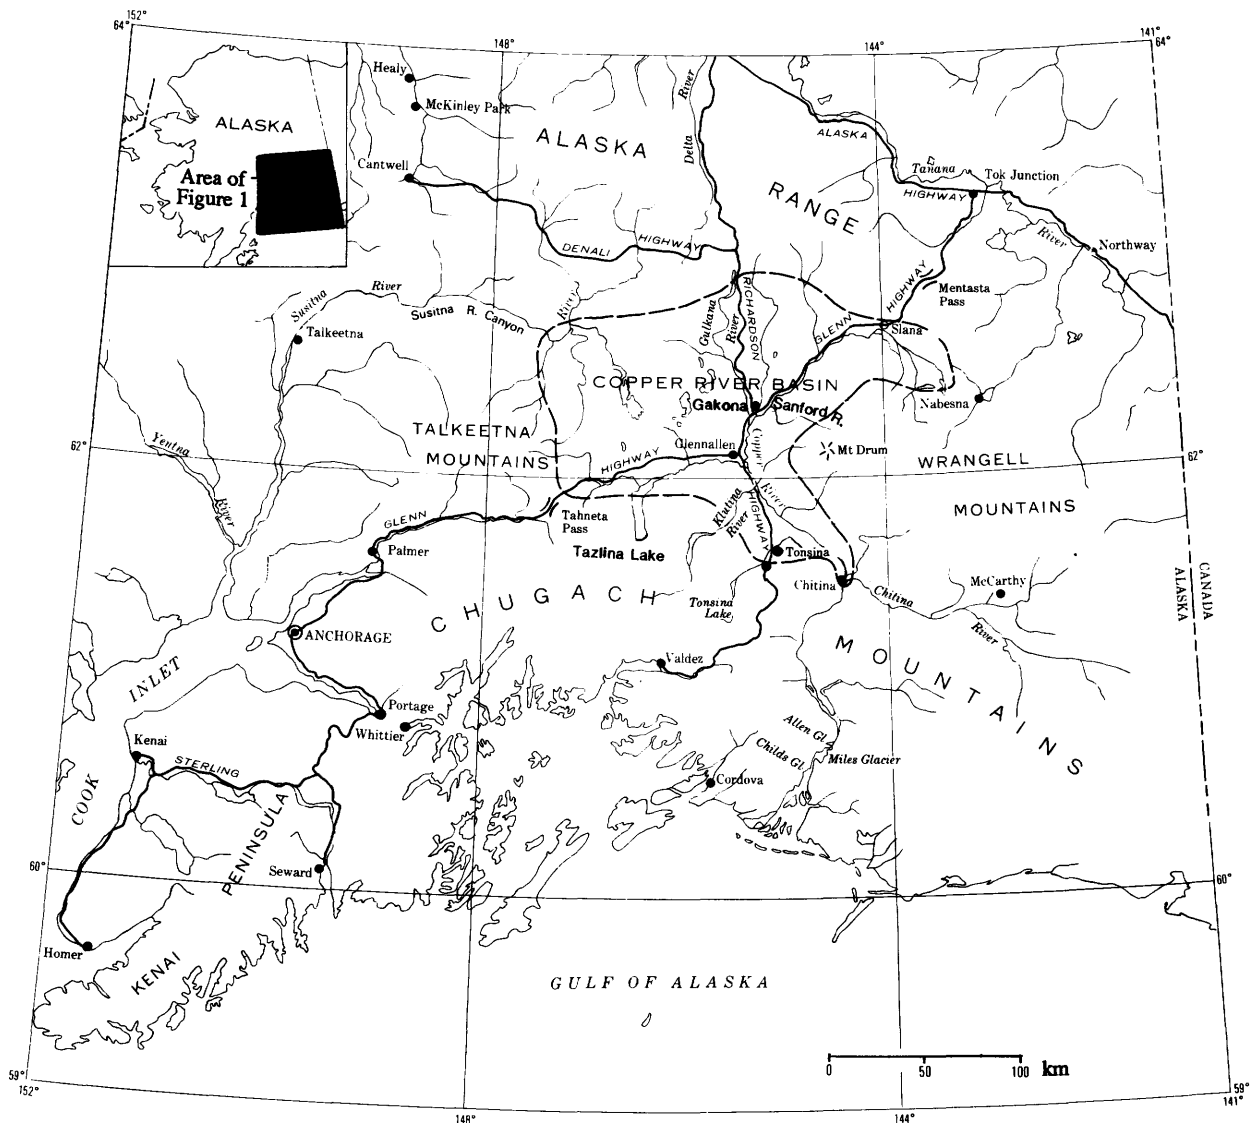 152°
64°
148°
144°
141°
64°
ALASKA
Area of
Figure 1
Healy
McKinley Park
Cantwell
ALASKA
RANGE
Delta
River
ALASKA
HIGHWAY
Tanana
River
Tok Junction
Northway
DENALI
HIGHWAY
Susitna
River
Susitna R. Canyon
River
Talkeetna
Gulkana
River
RICHARDSON
HIGHWAY
GLENN
HIGHWAY
Mentasta
Pass
Slana
COPPER RIVER BASIN
Gakona
Sanford R.
Nabesna
TALKEETNA
MOUNTAINS
Glennallen
Copper
River
Mt Drum
WRANGELL
MOUNTAINS
62°
62°
Yentna
River
GLENN
HIGHWAY
Tahneta
Pass
Klutina
River
Palmer
Tazlina Lake
Tonsina
Tonsina
Lake
Chitina
Chitina
River
McCarthy
CANADA
ALASKA
CHUGACH
MOUNTAINS
ANCHORAGE
Valdez
COOK
INLET
Portage
Whittier
Kenai
STERLING
Allen Gl.
Childs Gl.
Miles Glacier
Cordova
KENAI
PENINSULA
Seward
Homer
60°
60°
GULF OF ALASKA
0
50
100
km
59°
152°
148°
144°
59°
141°